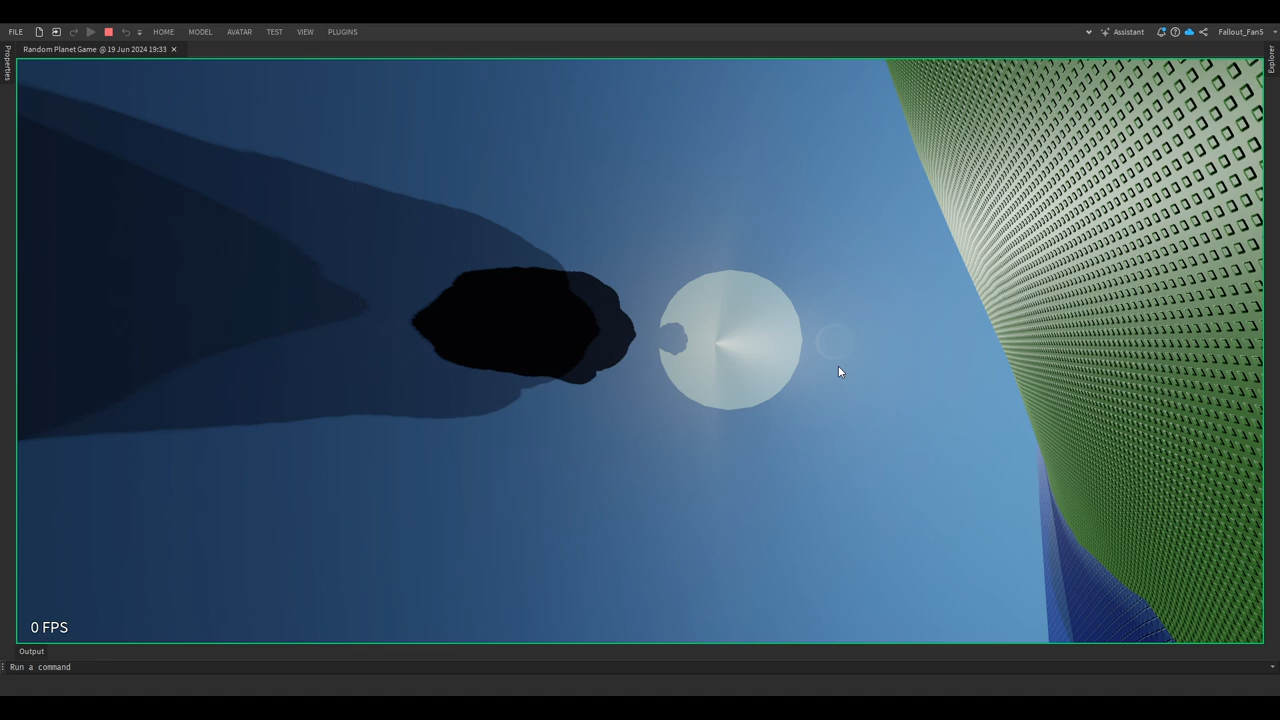 FILE HOME MODEL AVATAR TEST VIEW PLUGINS Assistant Fallout_Fan5
Random Planet Game @ 19 Jun 2024 19:33
Properties
Explorer
0 FPS
Output
Run a command